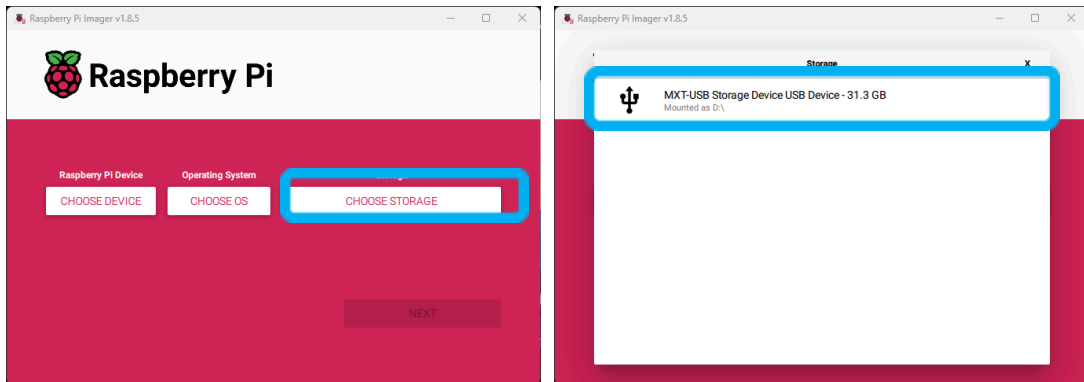 Raspberry Pi Imager v1.8.5
Raspberry Pi
Raspberry Pi Device
Operating System
CHOOSE DEVICE
CHOOSE OS
CHOOSE STORAGE
NEXT
Raspberry Pi Imager v1.8.5
Storage
X
MXT-USB Storage Device USB Device - 31.3 GB
Mounted as D:\